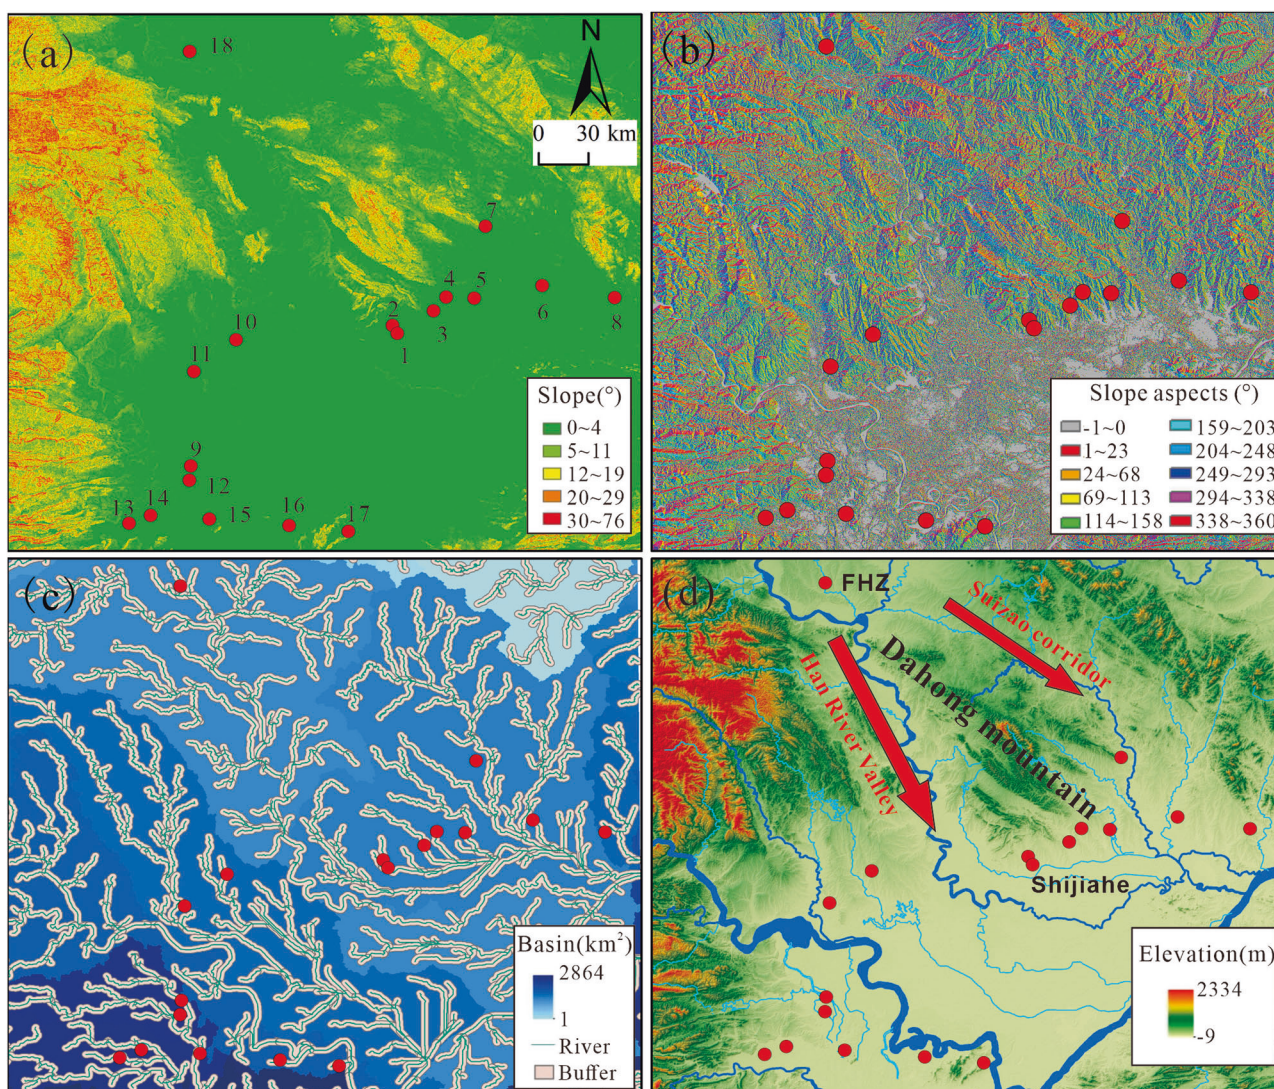 (a)
18
N
0 30 km
7
4 5
6
8
2
3
1
10
11
9
12
13 14
15
16
17
Slope(°)
0~4
5~11
12~19
20~29
30~76
(b)
Slope aspects (°)
-1~0
1~23
24~68
69~113
114~158
159~203
204~248
249~293
294~338
338~360
(c)
Basin(km²)
2864
1
River
Buffer
(d)
FHZ
Suizao corridor
Han River Valley
Dahong mountain
Shijiahe
Elevation(m)
2334
-9